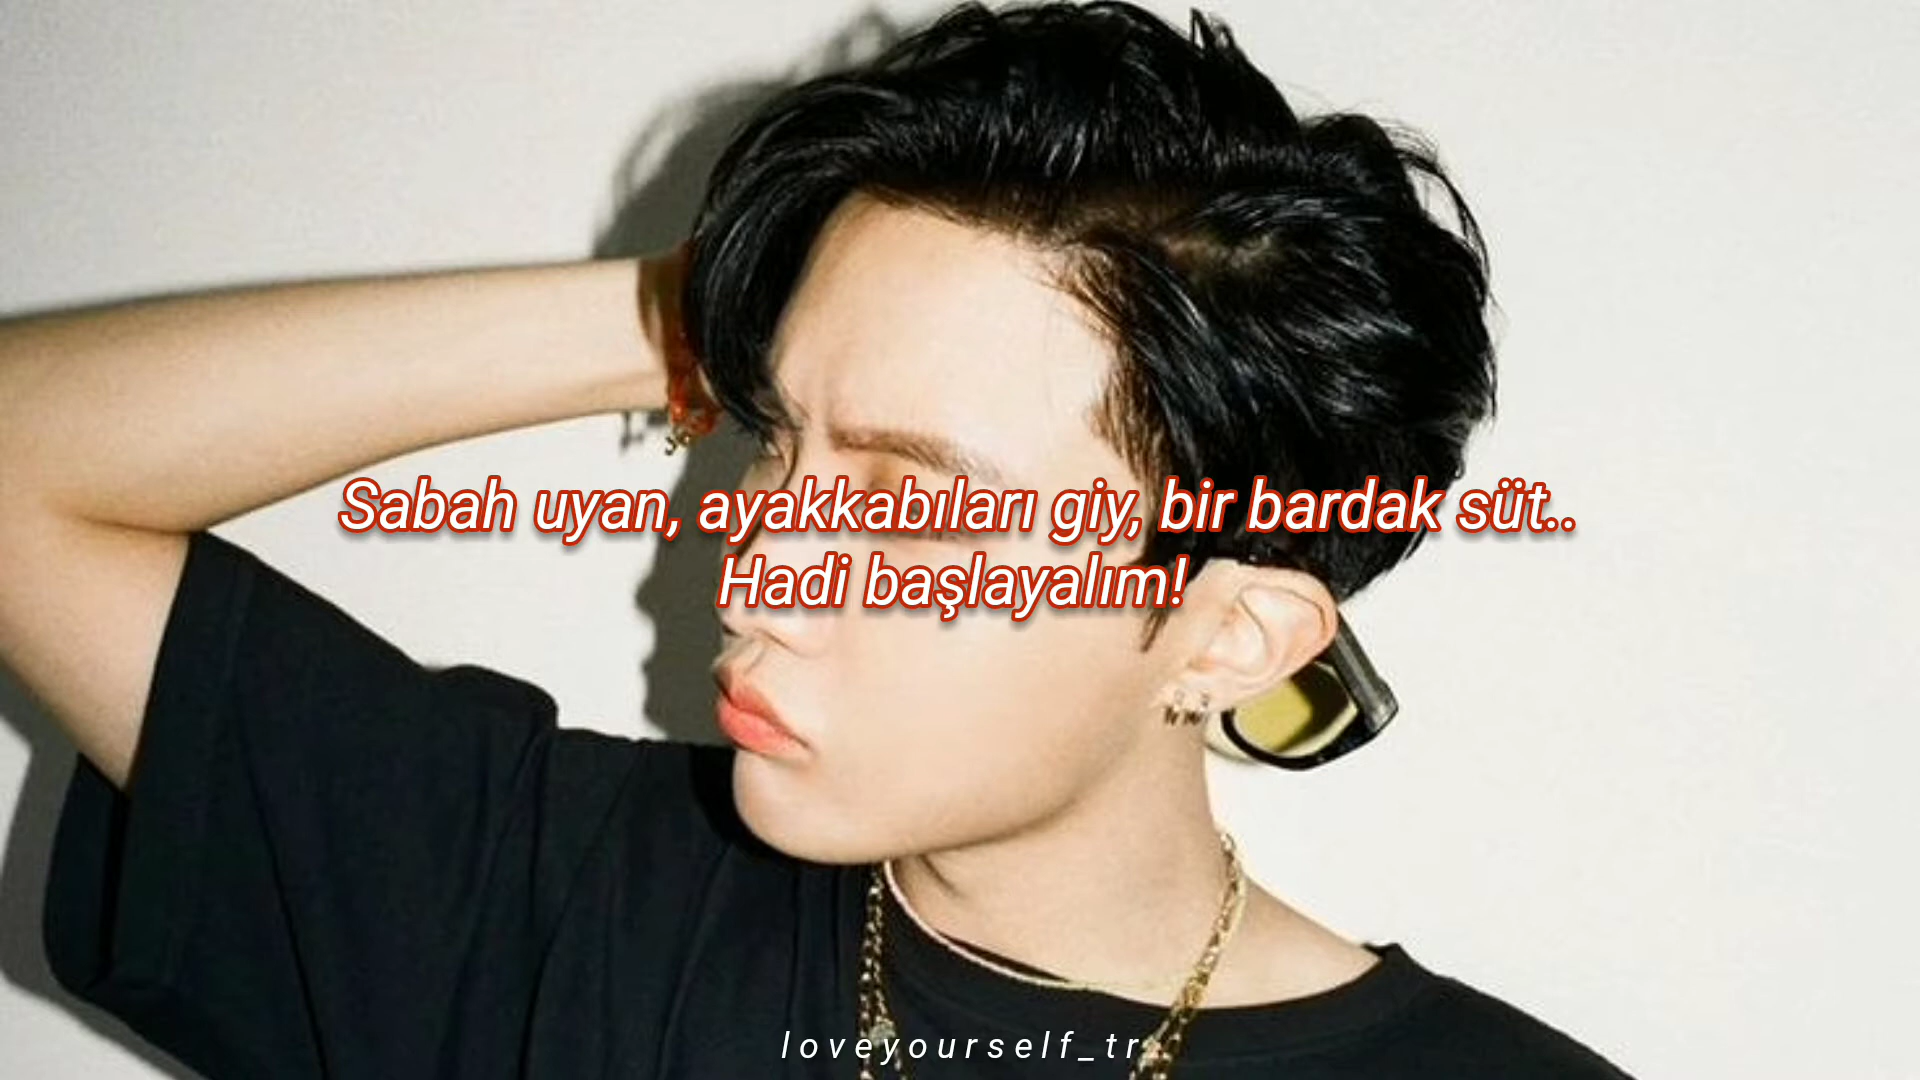 Sabah uyan, ayakkabıları giy, bir bardak süt..
Hadi başlayalım!
loveyourself_tr